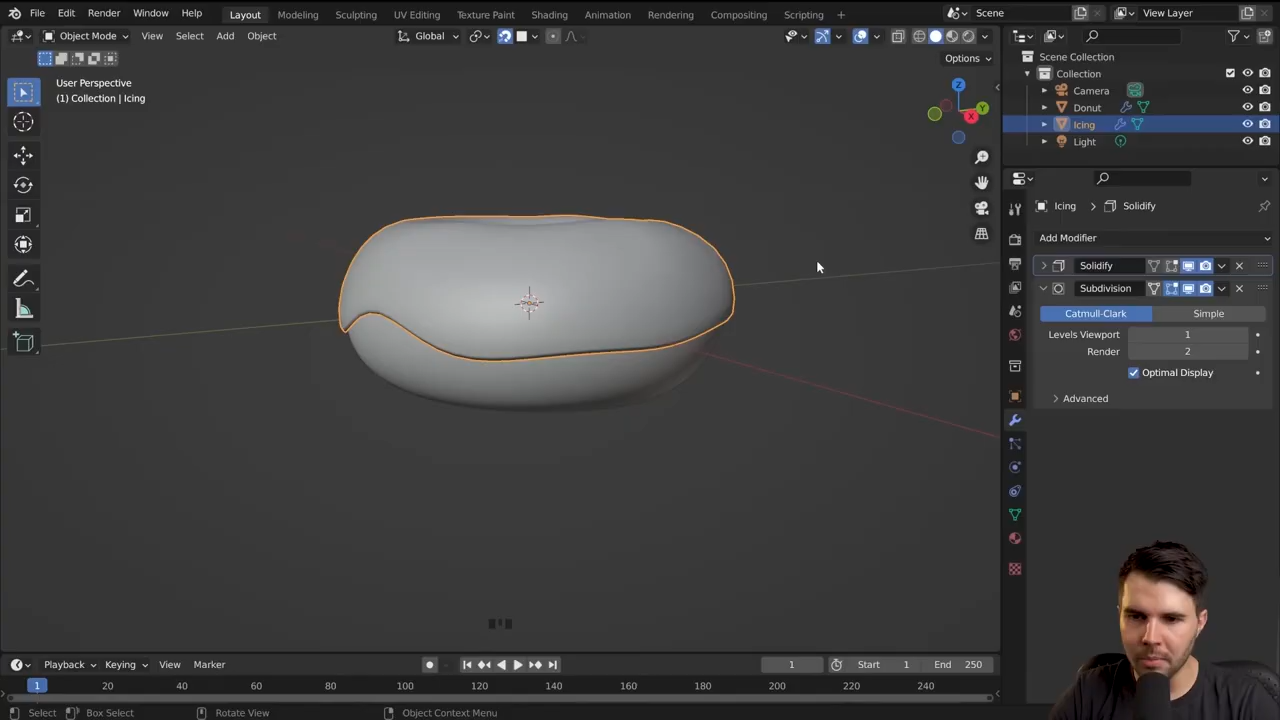 File Edit Render Window Help Layout Modeling Sculpting UV Editing Texture Paint Shading Animation Rendering Compositing Scripting + Scene View Layer
Object Mode View Select Add Object Global
Options
User Perspective
(1) Collection | Icing
Z
Y
X
Scene Collection
Collection
Camera
Donut
Icing
Light
Icing > Solidify
Add Modifier
Solidify
Subdivision
Catmull-Clark Simple
Levels Viewport 1
Render 2
Optimal Display
Advanced
Playback Keying View Marker 1 Start 1 End 250
1 20 40 60 80 100 120 140 160 180 200 220 240
Select Box Select Rotate View Object Context Menu